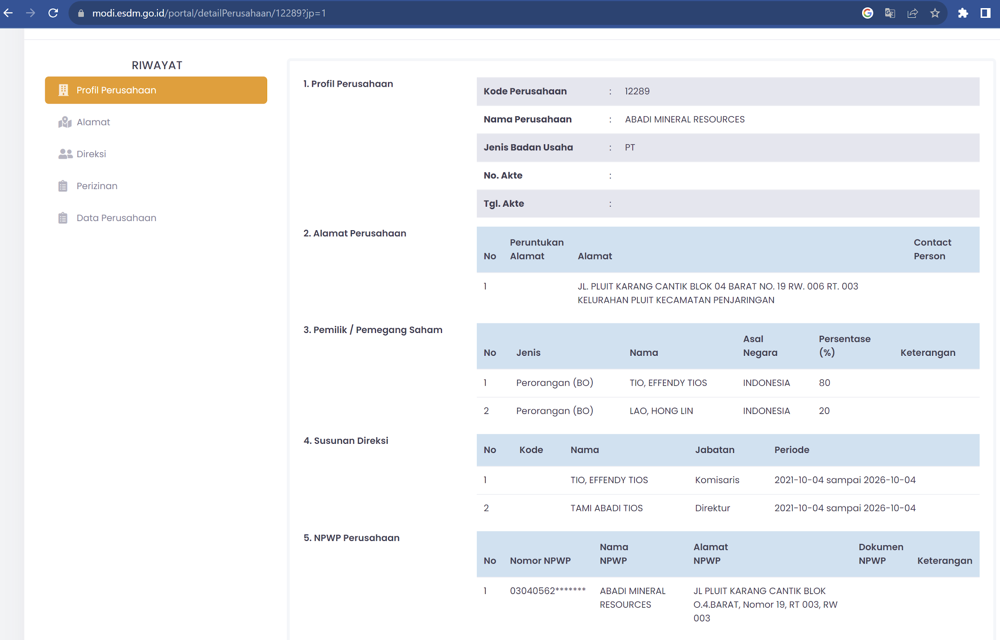 modi.esdm.go.id/portal/detailPerusahaan/12289?jp=1
RIWAYAT
Profil Perusahaan
Alamat
Direksi
Perizinan
Data Perusahaan
1. Profil Perusahaan
Kode Perusahaan : 12289
Nama Perusahaan : ABADI MINERAL RESOURCES
Jenis Badan Usaha : PT
No. Akte :
Tgl. Akte :
2. Alamat Perusahaan
No Peruntukan Alamat Alamat Contact Person
1 JL. PLUIT KARANG CANTIK BLOK 04 BARAT NO. 19 RW. 006 RT. 003
KELURAHAN PLUIT KECAMATAN PENJARINGAN
3. Pemilik / Pemegang Saham
No Jenis Nama Asal Negara Persentase (%) Keterangan
1 Perorangan (BO) TIO, EFFENDY TIOS INDONESIA 80
2 Perorangan (BO) LAO, HONG LIN INDONESIA 20
4. Susunan Direksi
No Kode Nama Jabatan Periode
1 TIO, EFFENDY TIOS Komisaris 2021-10-04 sampai 2026-10-04
2 TAMI ABADI TIOS Direktur 2021-10-04 sampai 2026-10-04
5. NPWP Perusahaan
No Nomor NPWP Nama NPWP Alamat NPWP Dokumen NPWP Keterangan
1 03040562******* ABADI MINERAL JL PLUIT KARANG CANTIK BLOK
RESOURCES O.4.BARAT, Nomor 19, RT 003, RW
003